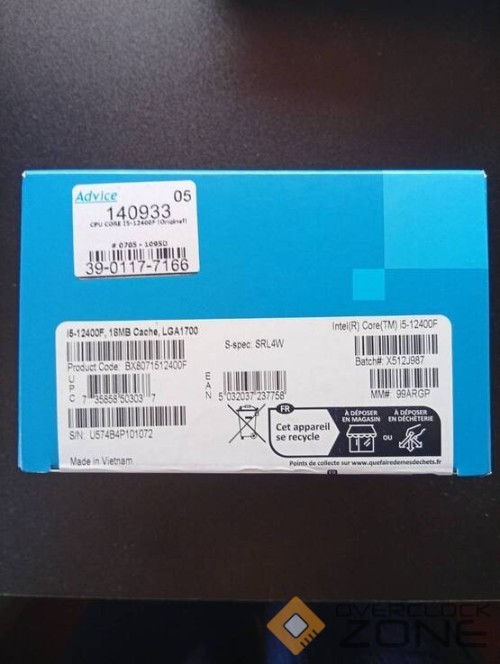 Advice 05
140933
CPU CORE I5-12400F (Original)
# 0705 - 1095D
39-0117-7166
i5-12400F, 18MB Cache, LGA1700
Product Code: BX8071512400F
S-spec: SRL4W
Intel(R) Core(TM) i5-12400F
Batch#: X512J987
MM#: 99ARGP
UPC
7 35858 50303 7
EAN
5 032037 237758
S/N: U574B4P101072
Made in Vietnam
FR
Cet appareil
se recycle
À DÉPOSER
EN MAGASIN
OU
À DÉPOSER
EN DÉCHÈTERIE
Points de collecte sur www.quefairedemesdechets.fr
OVERCLOCK
ZONE